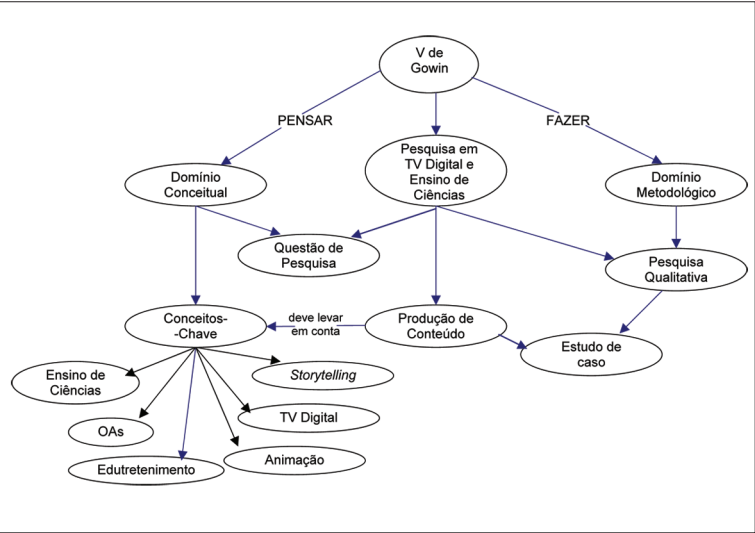 V de
Gowin
PENSAR
FAZER
Domínio
Conceitual
Pesquisa em
TV Digital e
Ensino de
Ciências
Domínio
Metodológico
Questão de
Pesquisa
Pesquisa
Qualitativa
Conceitos-
-Chave
deve levar
em conta
Produção de
Conteúdo
Estudo de
caso
Ensino de
Ciências
Storytelling
OAs
TV Digital
Edutretenimento
Animação